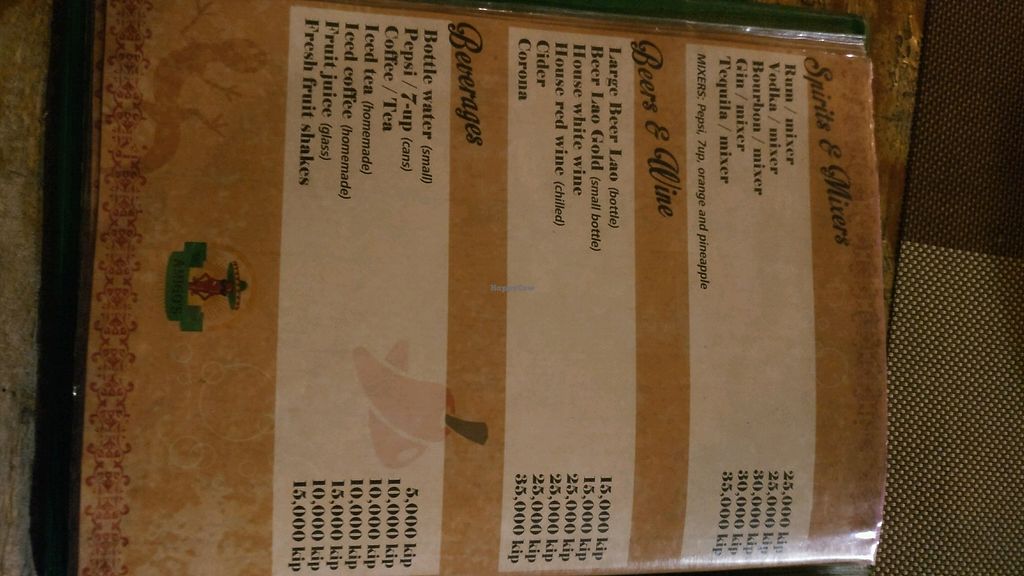 Spirits & Mixers
Rum / mixer 25,000 kip
Vodka / mixer 25,000 kip
Bourbon / mixer 30,000 kip
Gin / mixer 30,000 kip
Tequila / mixer 35,000 kip
MIXERS: Pepsi, 7up, orange and pineapple
Beers & Wine
Large Beer Lao (bottle) 15,000 kip
Beer Lao Gold (small bottle) 15,000 kip
House white wine 25,000 kip
House red wine (chilled) 25,000 kip
Cider 25,000 kip
Corona 35,000 kip
Beverages
Bottle water (small) 5,000 kip
Pepsi / 7-up (cans) 10,000 kip
Coffee / Tea 10,000 kip
Iced tea (homemade) 10,000 kip
Iced coffee (homemade) 15,000 kip
Fruit juice (glass) 10,000 kip
Fresh fruit shakes 15,000 kip
AMIGOS
HappyCow